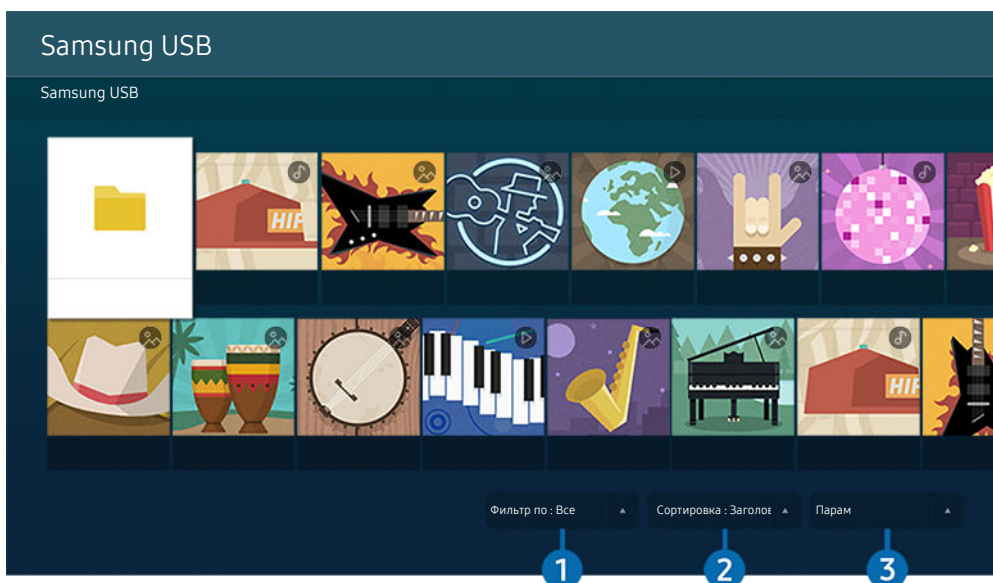 Samsung USB
Samsung USB
HIP
HIP
Фильтр по : Все
Сортировка : Заголов
Парам
1
2
3